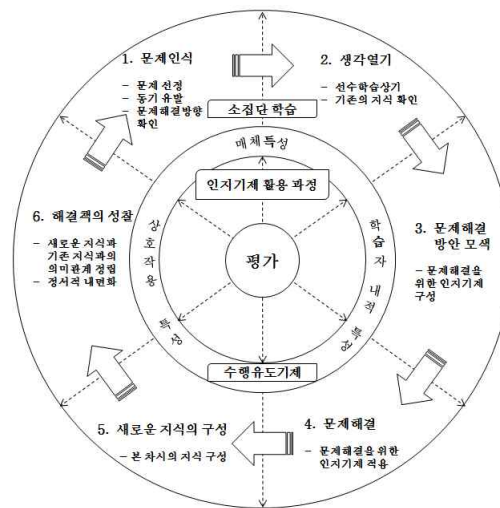 1. 문제인식
- 문제 선정
- 동기 유발
- 문제해결방향
확인
2. 생각열기
- 선수학습상기
- 기존의 지식 확인
소집단 학습
매체특성
인지기제 활용 과정
6. 해결책의 성찰
- 새로운 지식과
기존 지식과의
의미관계 정립
- 정서적 내면화
상호작용 특성
평가
학습자 내적 특성
3. 문제해결
방안 모색
- 문제해결을
위한 인지기제
구성
수행유도기제
5. 새로운 지식의 구성
- 본 차시의 지식 구성
4. 문제해결
- 문제해결을 위한
인지기제 적용